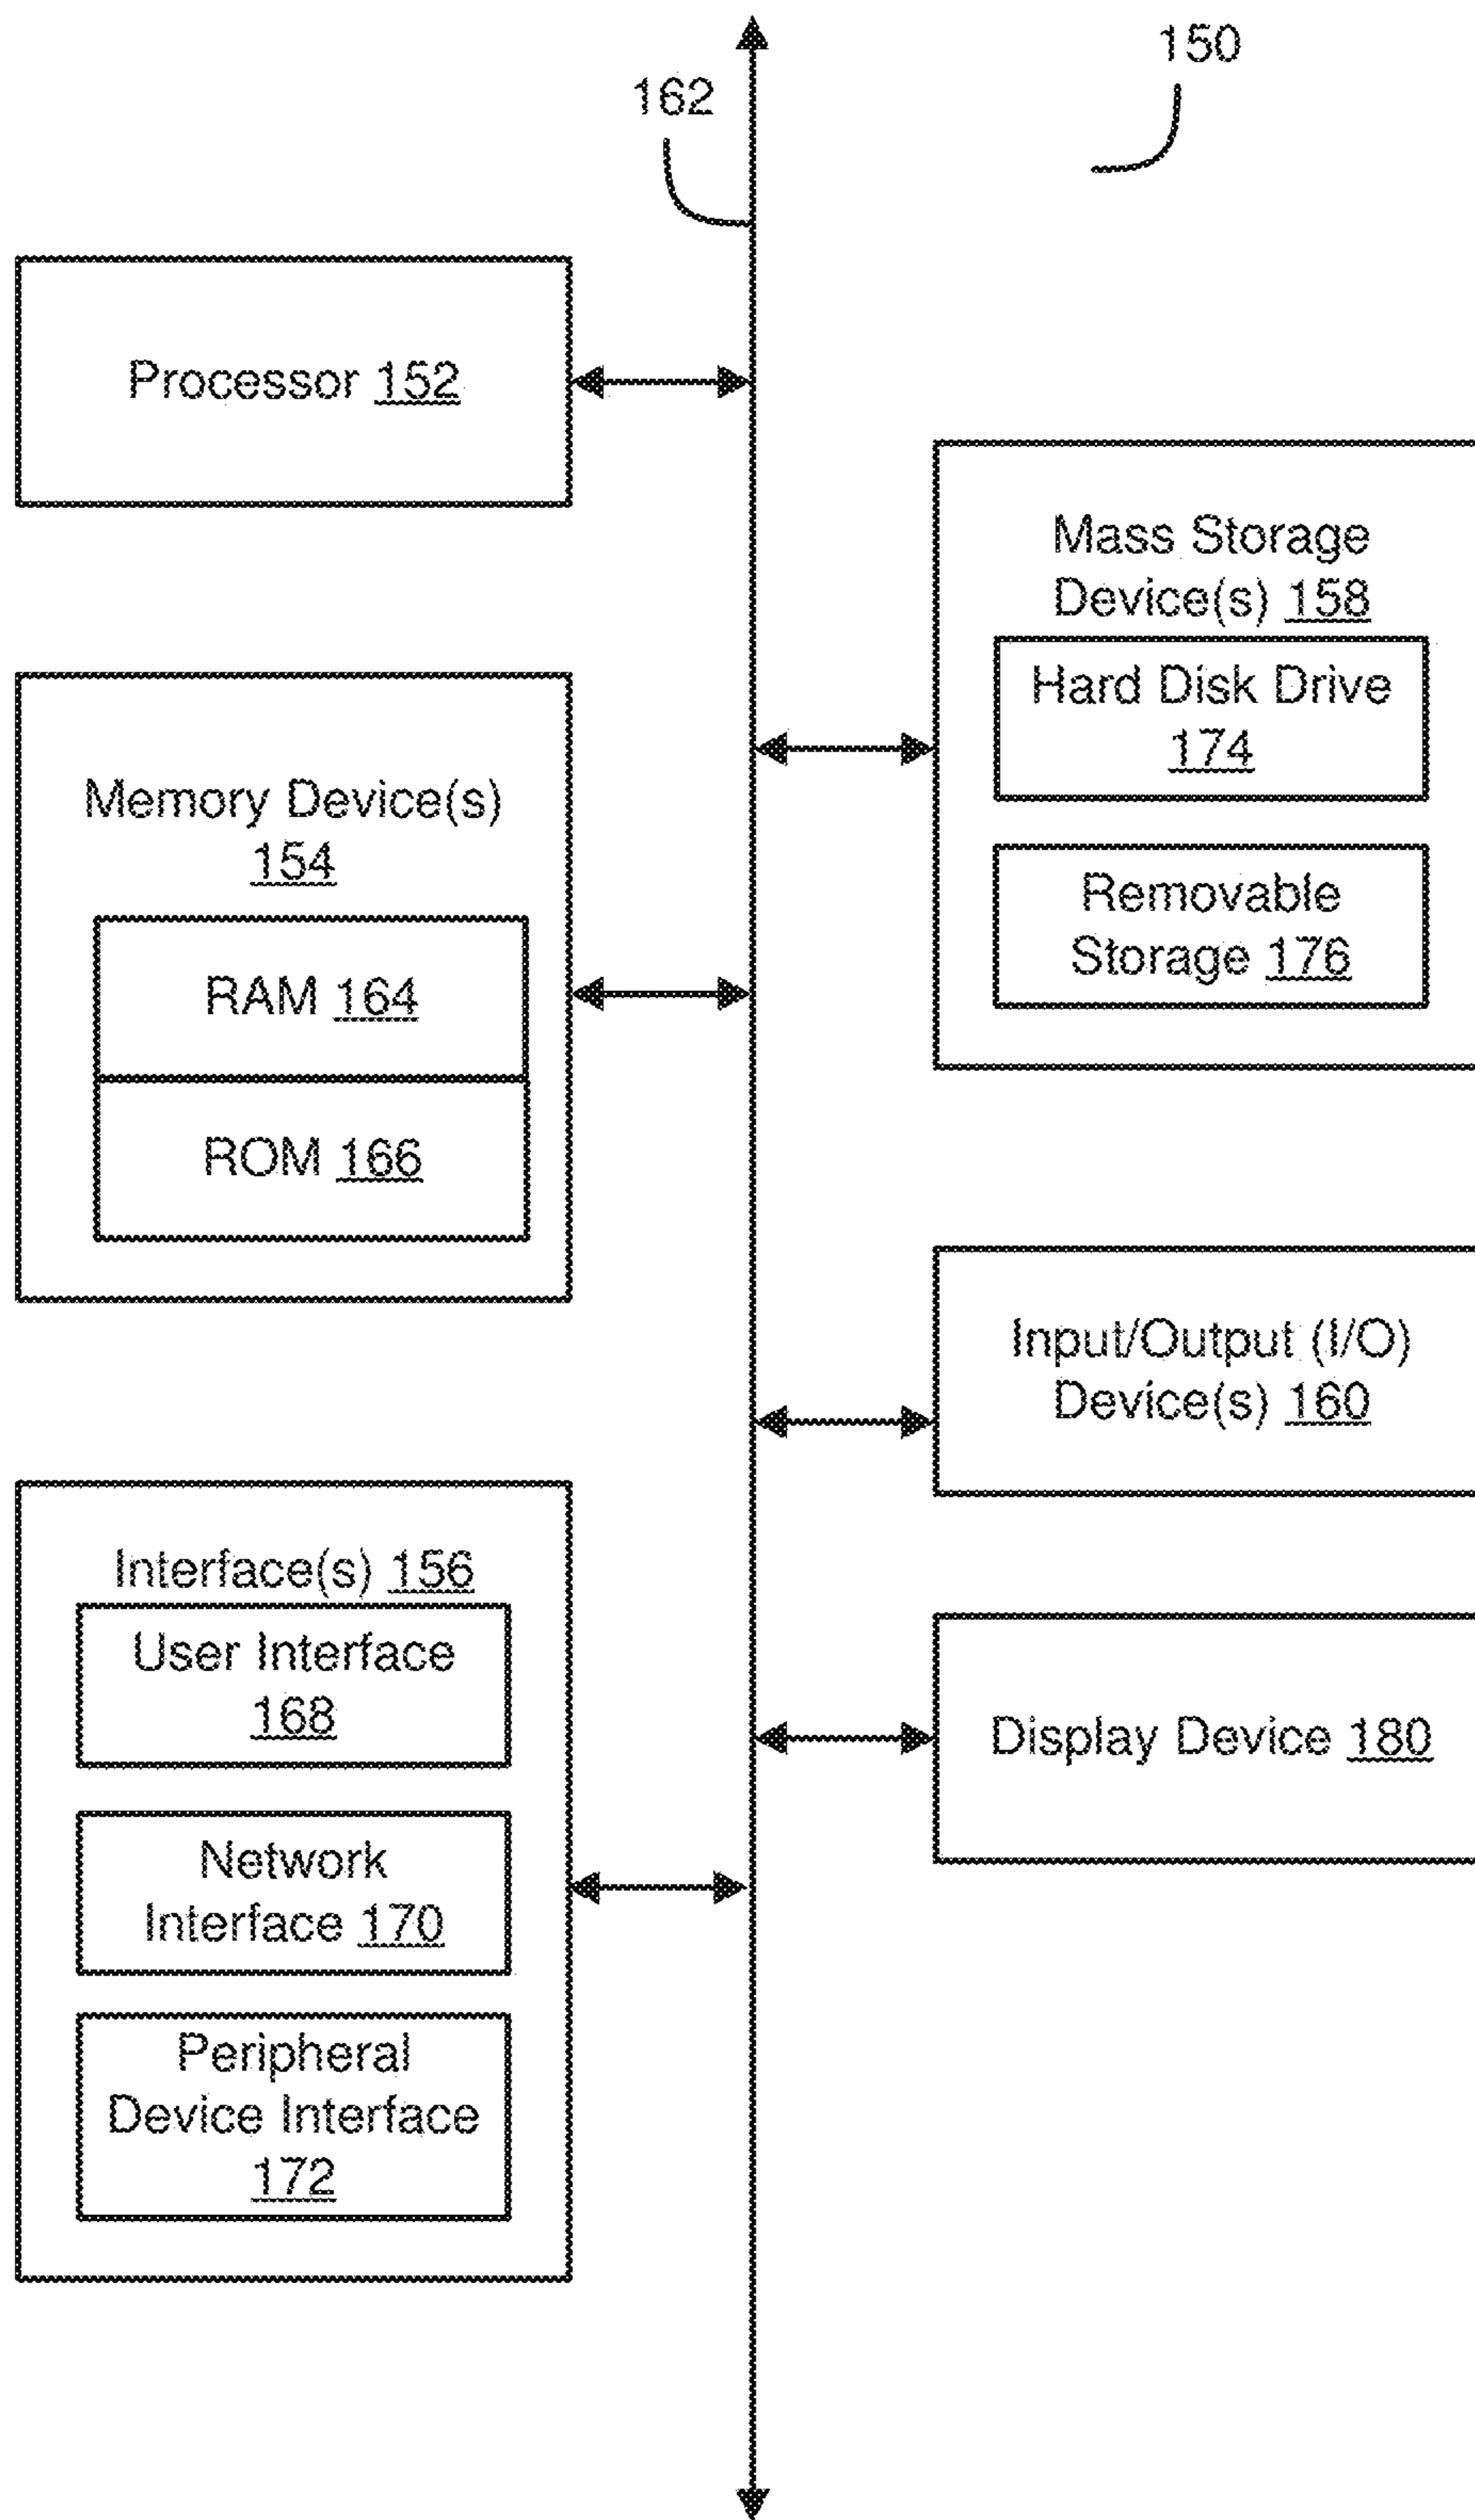 150
162
Processor 152
Mass Storage
Device(s) 158
Hard Disk Drive
174
Removable
Storage 176
Memory Device(s)
154
RAM 164
ROM 166
Input/Output (I/O)
Device(s) 160
Interface(s) 156
User Interface
168
Network
Interface 170
Peripheral
Device Interface
172
Display Device 180